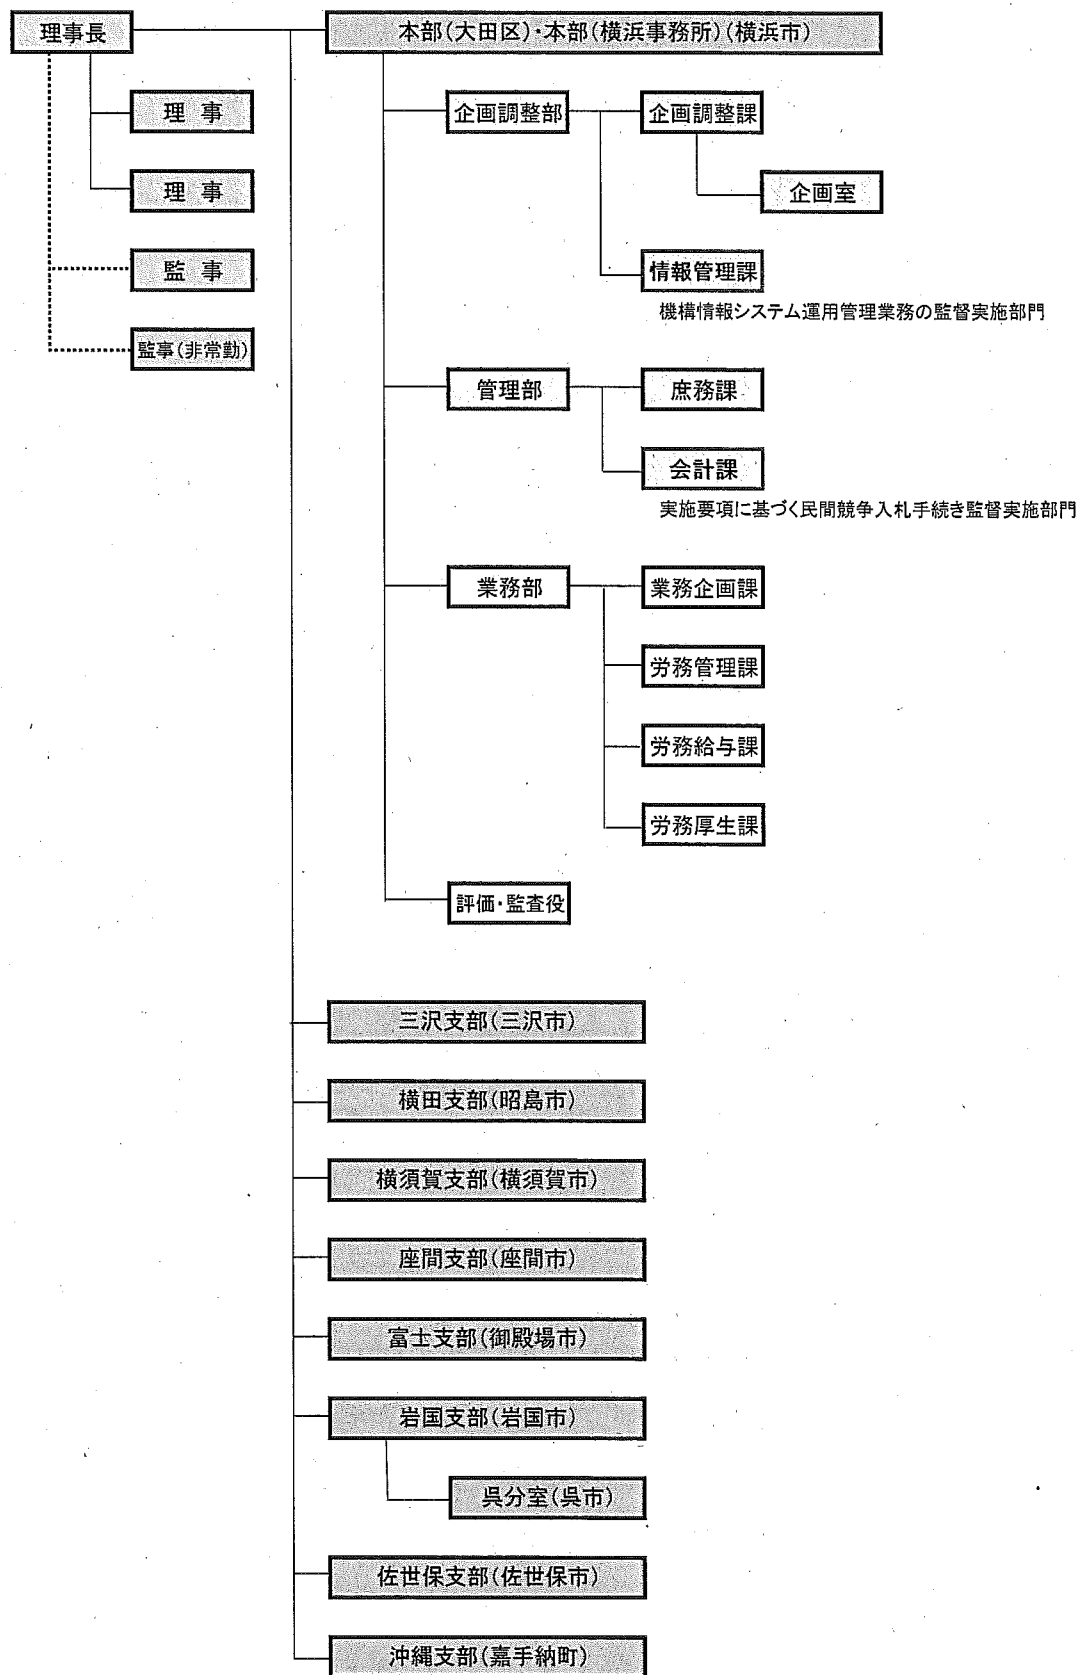 理事長
本部(大田区)・本部(横浜事務所)(横浜市)
理 事
理 事
監 事
監事(非常勤)
企画調整部
企画調整課
企画室
情報管理課
機構情報システム運用管理業務の監督実施部門
管理部
庶務課
会計課
実施要項に基づく民間競争入札手続き監督実施部門
業務部
業務企画課
労務管理課
労務給与課
労務厚生課
評価・監査役
三沢支部(三沢市)
横田支部(昭島市)
横須賀支部(横須賀市)
座間支部(座間市)
富士支部(御殿場市)
岩国支部(岩国市)
呉分室(呉市)
佐世保支部(佐世保市)
沖縄支部(嘉手納町)